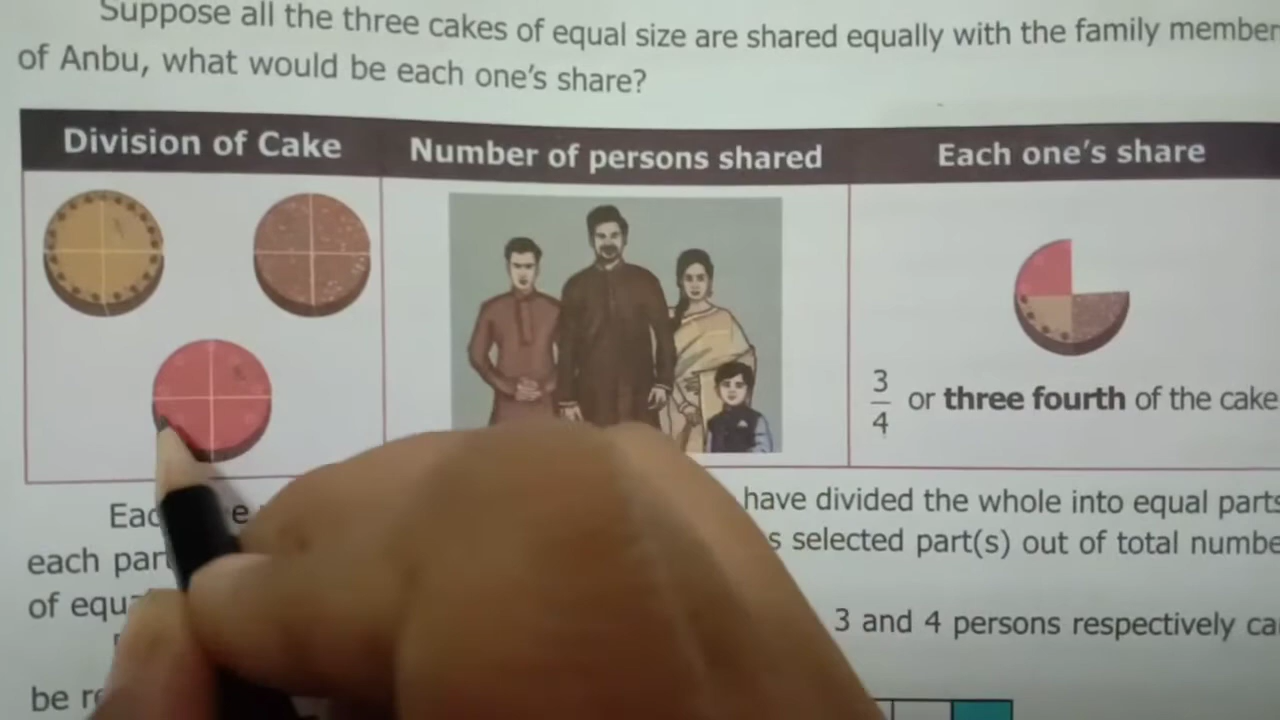 Suppose all the three cakes of equal size are shared equally with the family member
of Anbu, what would be each one's share?
Division of Cake Number of persons shared Each one's share
3/4 or three fourth of the cake
have divided the whole into equal parts
each selected part(s) out of total numbe
of
3 and 4 persons respectively ca
be